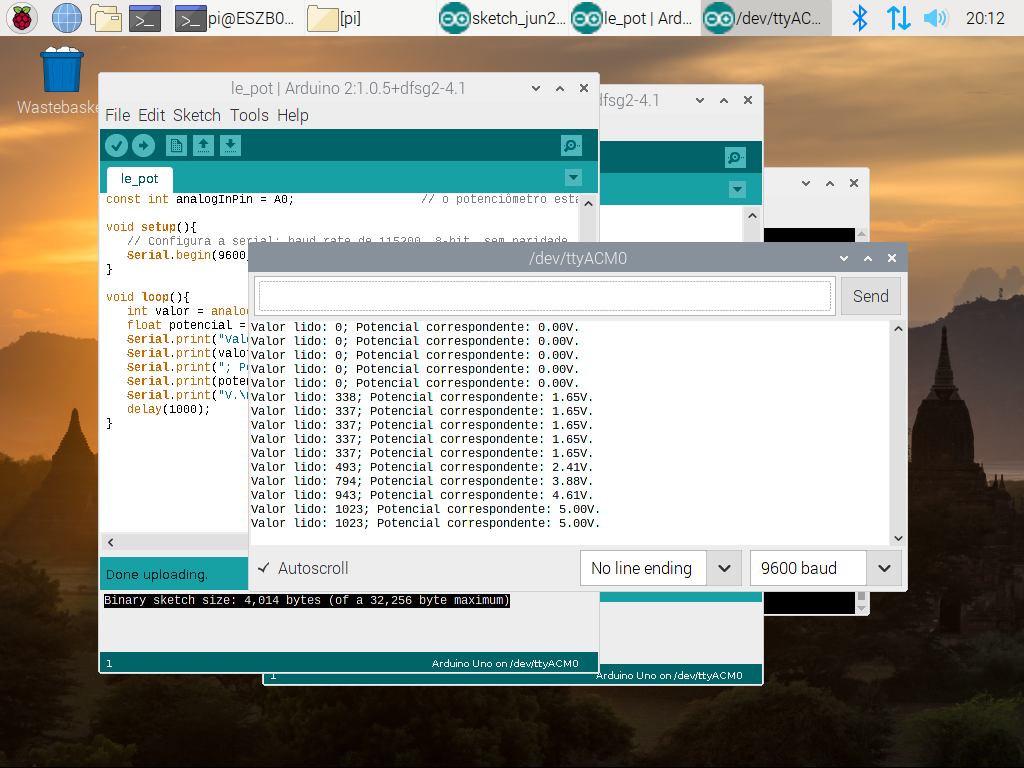 pi@ESZB0...
[pi]
sketch_jun2...
le_pot | Ard...
/dev/ttyAC...
20:12
Wastebaske
le_pot | Arduino 2:1.0.5+dfsg2-4.1
dfsg2-4.1
File Edit Sketch Tools Help
le_pot
const int analogInPin = A0; // o potenciômetro está
void setup(){
// Configura a serial: baud rate de 115200, 8-bit, sem paridade
Serial.begin(9600
}
void loop(){
int valor = analo
float potencial =
Serial.print("Val
Serial.print(valo
Serial.print("; P
Serial.print(pote
Serial.print("V.\
delay(1000);
}
/dev/ttyACM0
Send
Valor lido: 0; Potencial correspondente: 0.00V.
Valor lido: 0; Potencial correspondente: 0.00V.
Valor lido: 0; Potencial correspondente: 0.00V.
Valor lido: 0; Potencial correspondente: 0.00V.
Valor lido: 0; Potencial correspondente: 0.00V.
Valor lido: 338; Potencial correspondente: 1.65V.
Valor lido: 337; Potencial correspondente: 1.65V.
Valor lido: 337; Potencial correspondente: 1.65V.
Valor lido: 337; Potencial correspondente: 1.65V.
Valor lido: 337; Potencial correspondente: 1.65V.
Valor lido: 493; Potencial correspondente: 2.41V.
Valor lido: 794; Potencial correspondente: 3.88V.
Valor lido: 943; Potencial correspondente: 4.61V.
Valor lido: 1023; Potencial correspondente: 5.00V.
Valor lido: 1023; Potencial correspondente: 5.00V.
Autoscroll
No line ending
9600 baud
Done uploading.
Binary sketch size: 4,014 bytes (of a 32,256 byte maximum)
1
Arduino Uno on /dev/ttyACM0
1
Arduino Uno on /dev/ttyACM0